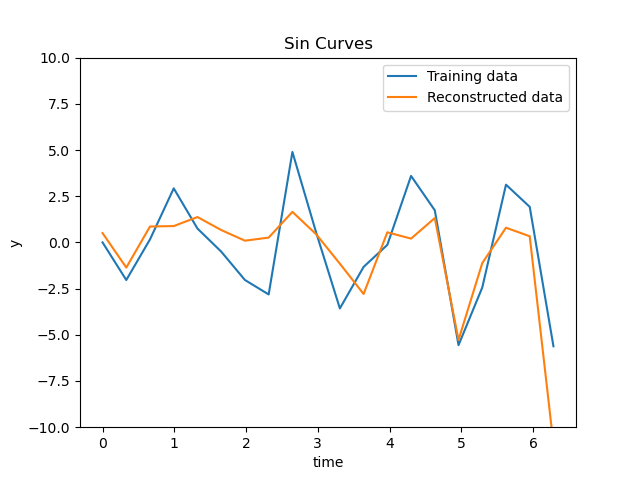 Sin Curves
Training data
Reconstructed data
10.0
7.5
5.0
2.5
0.0
−2.5
−5.0
−7.5
−10.0
y
0 1 2 3 4 5 6
time